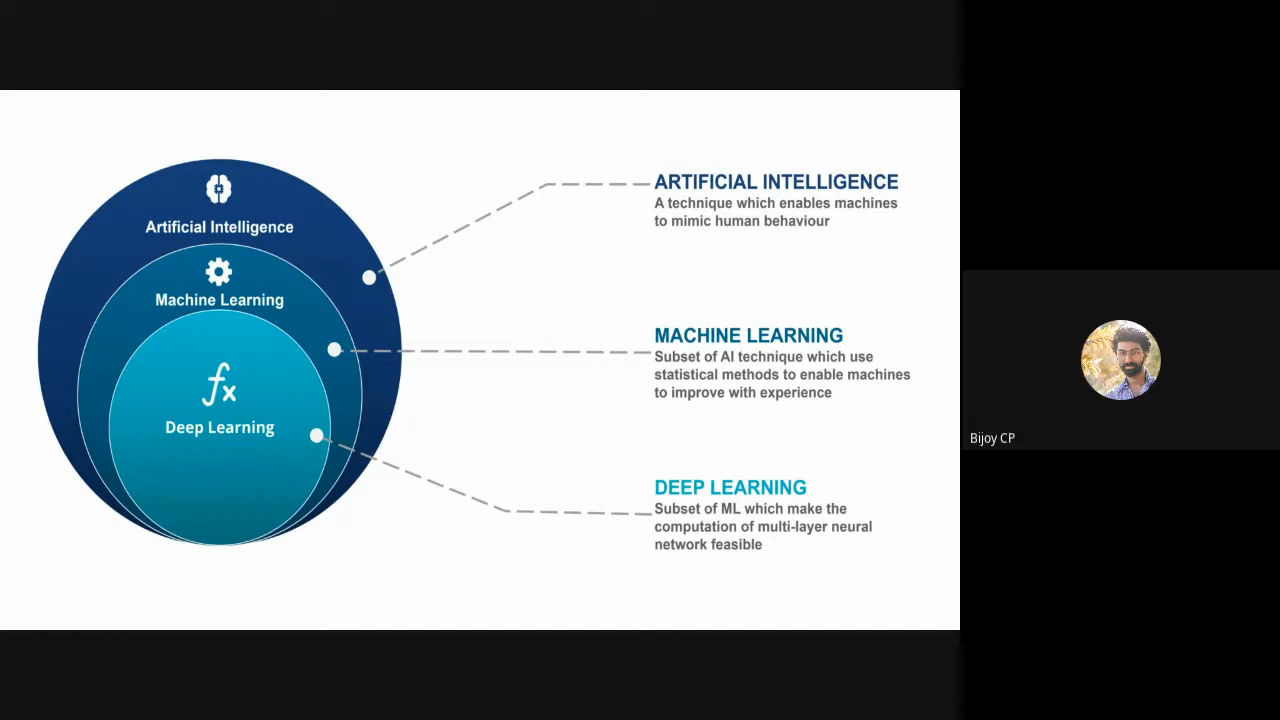 Artificial Intelligence
Machine Learning
fx
Deep Learning
ARTIFICIAL INTELLIGENCE
A technique which enables machines
to mimic human behaviour
MACHINE LEARNING
Subset of AI technique which use
statistical methods to enable machines
to improve with experience
DEEP LEARNING
Subset of ML which make the
computation of multi-layer neural
network feasible
Bijoy CP